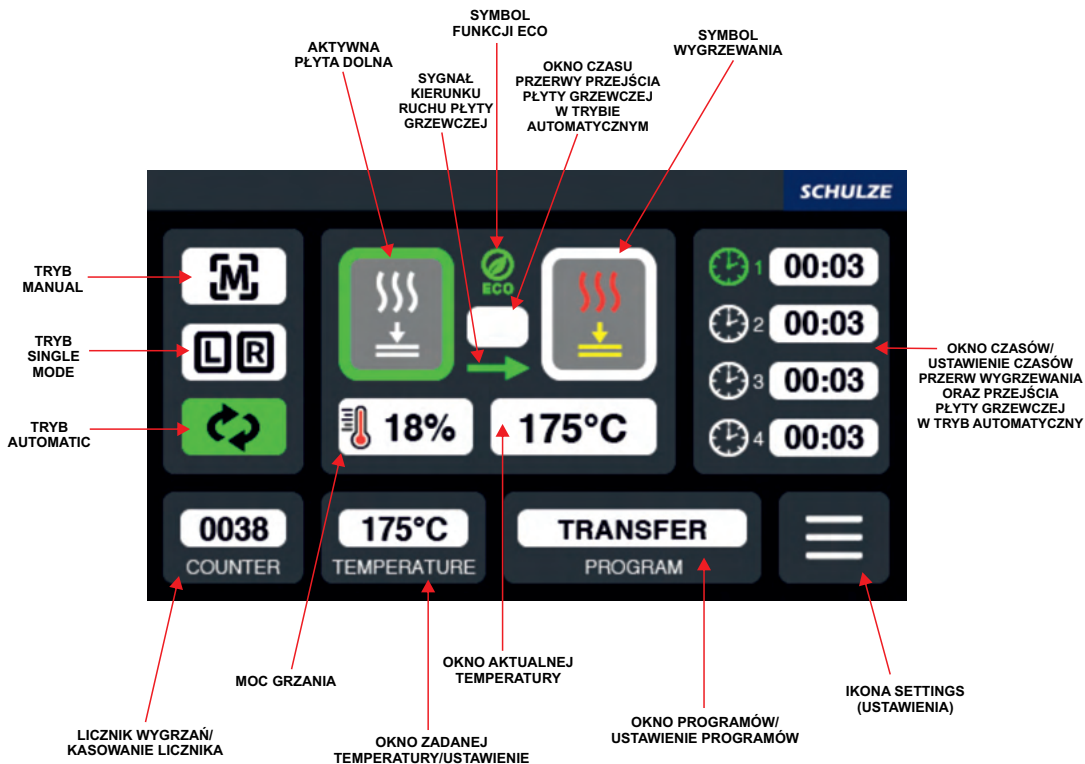 SYMBOL
FUNKCJI ECO
AKTYWNA
PŁYTA DOLNA
SYGNAŁ
KIERUNKU
RUCHU PŁYTY
GRZEWCZEJ
OKNO CZASU
PRZERWY PRZEJŚCIA
PŁYTY GRZEWCZEJ
W TRYBIE
AUTOMATYCZNYM
SYMBOL
WYGRZEWANIA
SCHULZE
TRYB
MANUAL
M
TRYB
SINGLE
MODE
L R
TRYB
AUTOMATIC
ECO
18%
175°C
1 00:03
2 00:03
3 00:03
4 00:03
OKNO CZASÓW/
USTAWIENIE CZASÓW
PRZERW WYGRZEWANIA
ORAZ PRZEJŚCIA
PŁYTY GRZEWCZEJ
W TRYB AUTOMATYCZNY
0038
COUNTER
175°C
TEMPERATURE
TRANSFER
PROGRAM
LICZNIK WYGRZAŃ/
KASOWANIE LICZNIKA
MOC GRZANIA
OKNO ZADANEJ
TEMPERATURY/USTAWIENIE
OKNO AKTUALNEJ
TEMPERATURY
OKNO PROGRAMÓW/
USTAWIENIE PROGRAMÓW
IKONA SETTINGS
(USTAWIENIA)